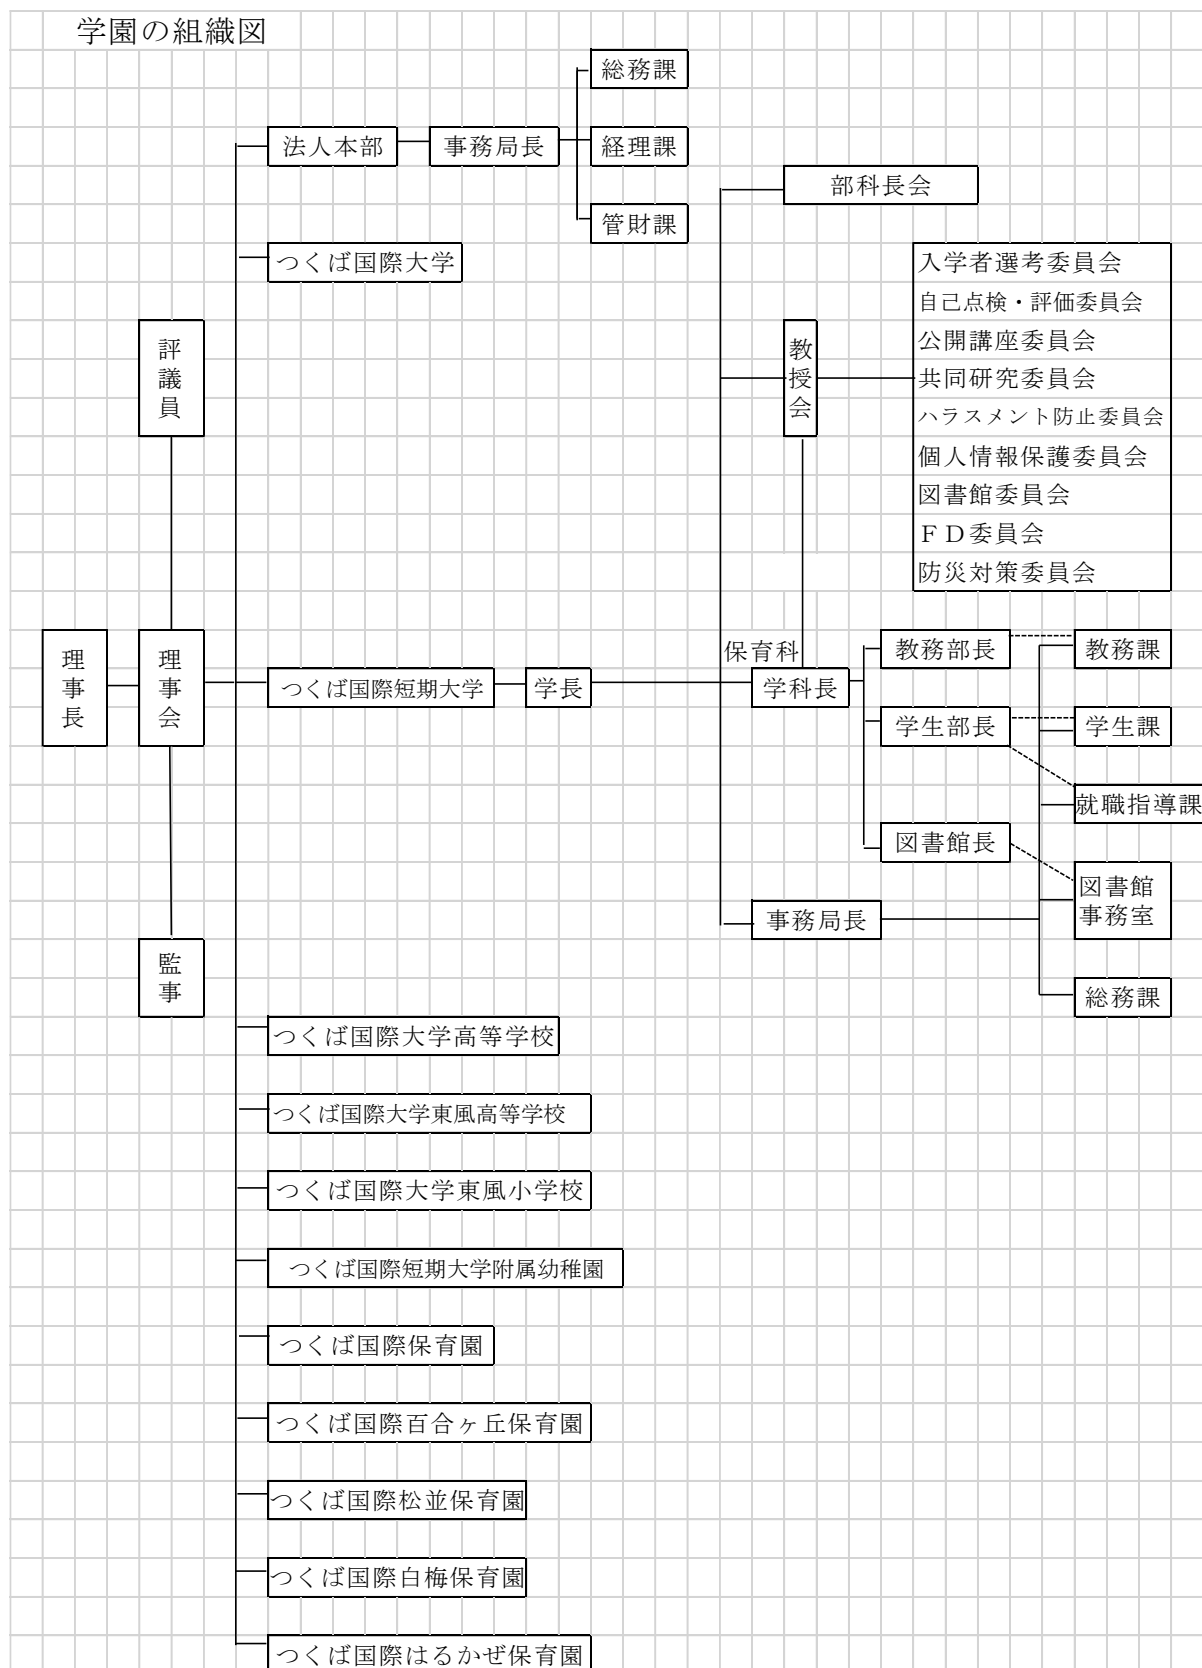 学園の組織図
総務課
法人本部
事務局長
経理課
部科長会
管財課
つくば国際大学
入学者選考委員会
自己点検・評価委員会
公開講座委員会
共同研究委員会
ハラスメント防止委員会
個人情報保護委員会
図書館委員会
ＦＤ委員会
防災対策委員会
評議員
教授会
理事長
理事会
つくば国際短期大学
学長
保育科
学科長
教務部長
教務課
学生部長
学生課
就職指導課
図書館長
図書館
事務室
事務局長
総務課
監事
つくば国際大学高等学校
つくば国際大学東風高等学校
つくば国際大学東風小学校
つくば国際短期大学附属幼稚園
つくば国際保育園
つくば国際百合ヶ丘保育園
つくば国際松並保育園
つくば国際白梅保育園
つくば国際はるかぜ保育園